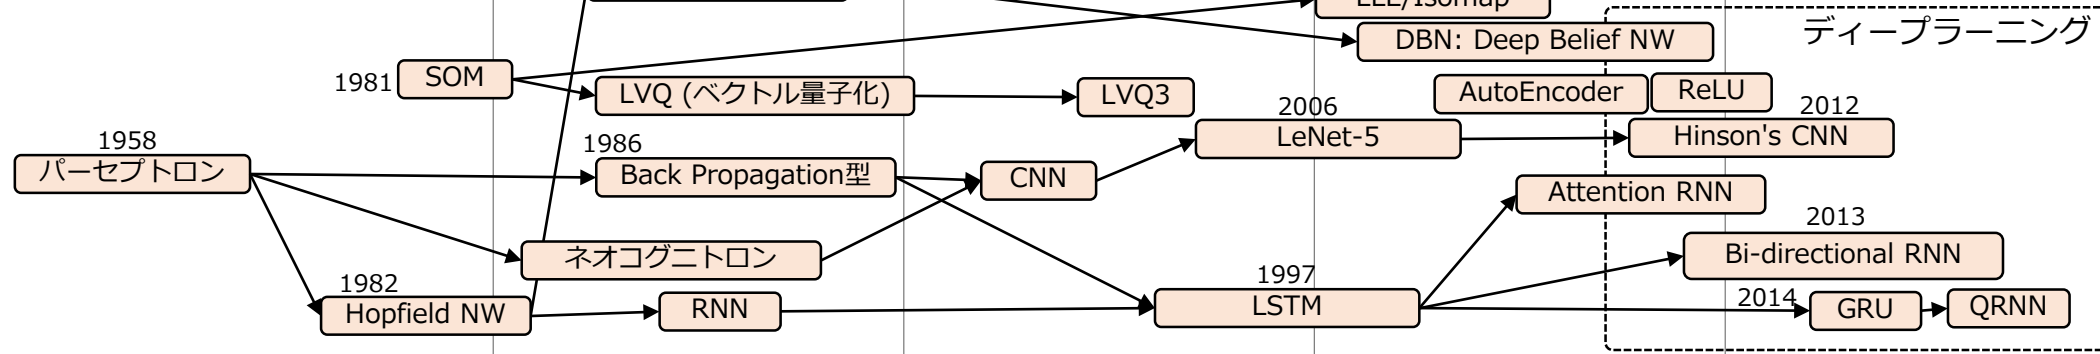 LLE/Isomap
ディープラーニング
DBN: Deep Belief NW
1981
SOM
LVQ (ベクトル量子化)
LVQ3
AutoEncoder
ReLU
2006
2012
LeNet-5
Hinson's CNN
1958
パーセプトロン
1986
Back Propagation型
CNN
Attention RNN
2013
Bi-directional RNN
ネオコグニトロン
1982
Hopfield NW
RNN
1997
LSTM
2014
GRU
QRNN